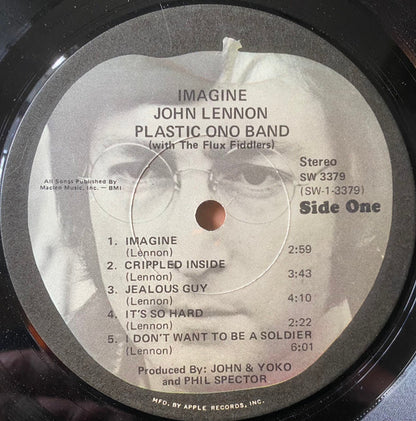 IMAGINE
JOHN LENNON
PLASTIC ONO BAND
(with The Flux Fiddlers)
All Songs Published By
Maclen Music, Inc. — BMI
Stereo
SW 3379
(SW-1-3379)
Side One
1. IMAGINE
(Lennon) 2:59
2. CRIPPLED INSIDE
(Lennon) 3:43
3. JEALOUS GUY
(Lennon) 4:10
4. IT'S SO HARD
(Lennon) 2:22
5. I DON'T WANT TO BE A SOLDIER
(Lennon) 6:01
Produced By: JOHN & YOKO
and PHIL SPECTOR
MFD. BY APPLE RECORDS, INC.